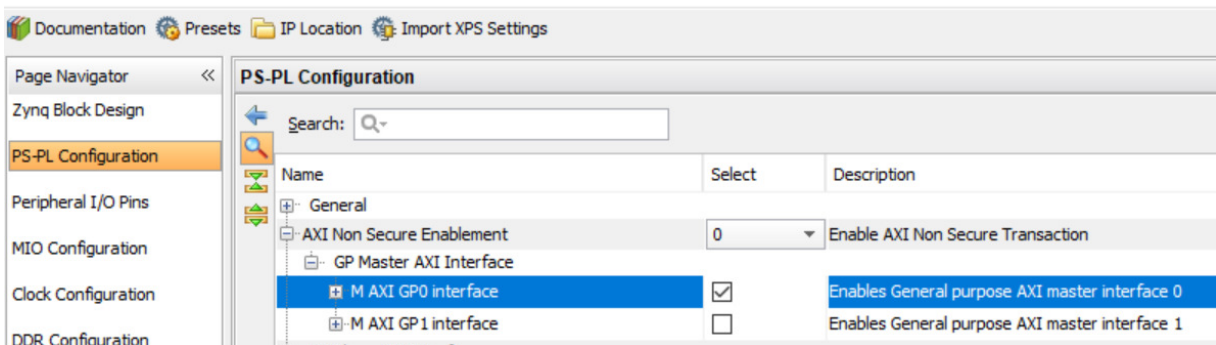 Documentation Presets IP Location Import XPS Settings
Page Navigator «
Zynq Block Design
PS-PL Configuration
Peripheral I/O Pins
MIO Configuration
Clock Configuration
DDR Configuration
PS-PL Configuration
Search:
Name Select Description
General
AXI Non Secure Enablement 0 Enable AXI Non Secure Transaction
GP Master AXI Interface
M AXI GP0 interface Enables General purpose AXI master interface 0
M AXI GP1 interface Enables General purpose AXI master interface 1